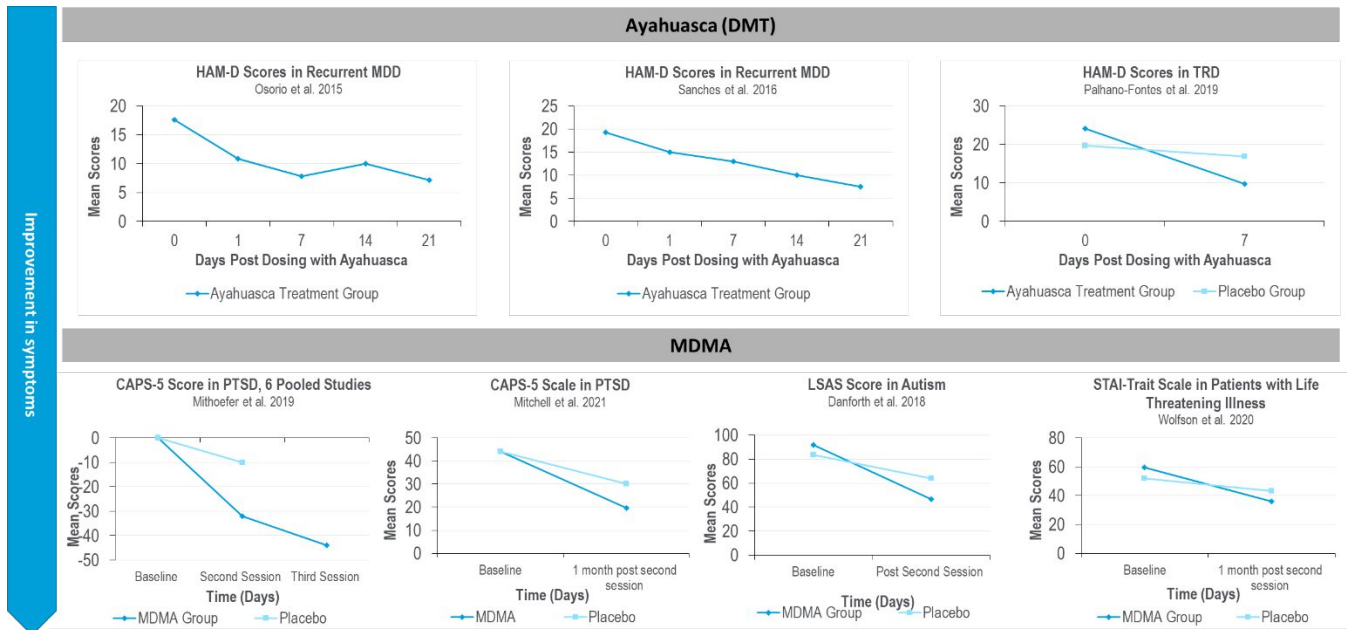 Improvement in symptoms
Ayahuasca (DMT)
HAM-D Scores in Recurrent MDD
Osorio et al. 2015
Mean Scores
20
15
10
5
0
0 1 7 14 21
Days Post Dosing with Ayahuasca
Ayahuasca Treatment Group
HAM-D Scores in Recurrent MDD
Sanches et al. 2016
Mean Scores
25
20
15
10
5
0
0 1 7 14 21
Days Post Dosing with Ayahuasca
Ayahuasca Treatment Group
HAM-D Scores in TRD
Palhano-Fontes et al. 2019
Mean Scores
30
20
10
0
0 7
Days Post Dosing with Ayahuasca
Ayahuasca Treatment Group Placebo Group
MDMA
CAPS-5 Score in PTSD, 6 Pooled Studies
Mithoefer et al. 2019
Mean Scores,
0
-10
-20
-30
-40
-50
Baseline Second Session Third Session
Time (Days)
MDMA Group Placebo
CAPS-5 Scale in PTSD
Mitchell et al. 2021
Mean Scores
50
40
30
20
10
0
Baseline 1 month post second
session
Time (Days)
MDMA Placebo
LSAS Score in Autism
Danforth et al. 2018
Mean Scores
100
80
60
40
20
0
Baseline Post Second Session
Time (Days)
MDMA Group Placebo
STAI-Trait Scale in Patients with Life
Threatening Illness
Wolfson et al. 2020
Mean Scores
80
60
40
20
0
Baseline 1 month post second
session
Time (Days)
MDMA Group Placebo